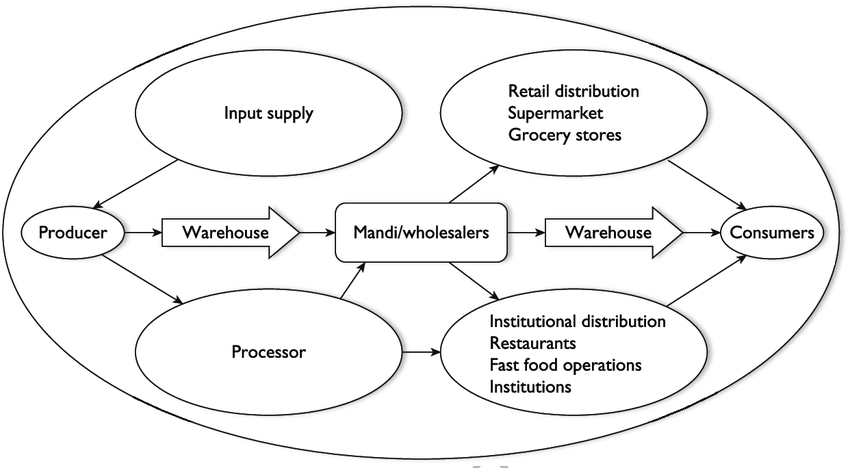 Input supply
Retail distribution
Supermarket
Grocery stores
Producer
Warehouse
Mandi/wholesalers
Warehouse
Consumers
Processor
Institutional distribution
Restaurants
Fast food operations
Institutions